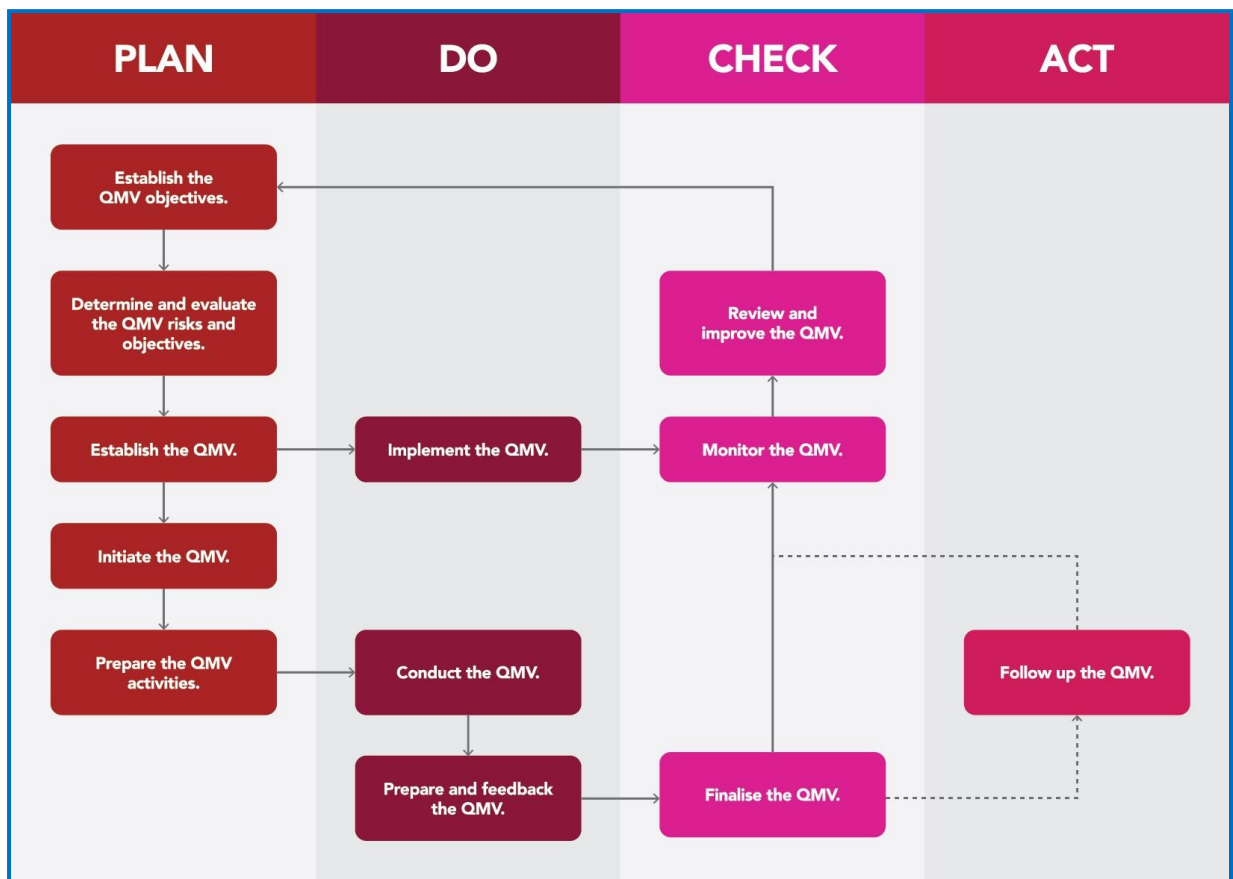 PLAN
DO
CHECK
ACT
Establish the
QMV objectives.
Determine and evaluate
the QMV risks and
objectives.
Review and
improve the QMV.
Establish the QMV.
Implement the QMV.
Monitor the QMV.
Initiate the QMV.
Prepare the QMV
activities.
Conduct the QMV.
Follow up the QMV.
Prepare and feedback
the QMV.
Finalise the QMV.